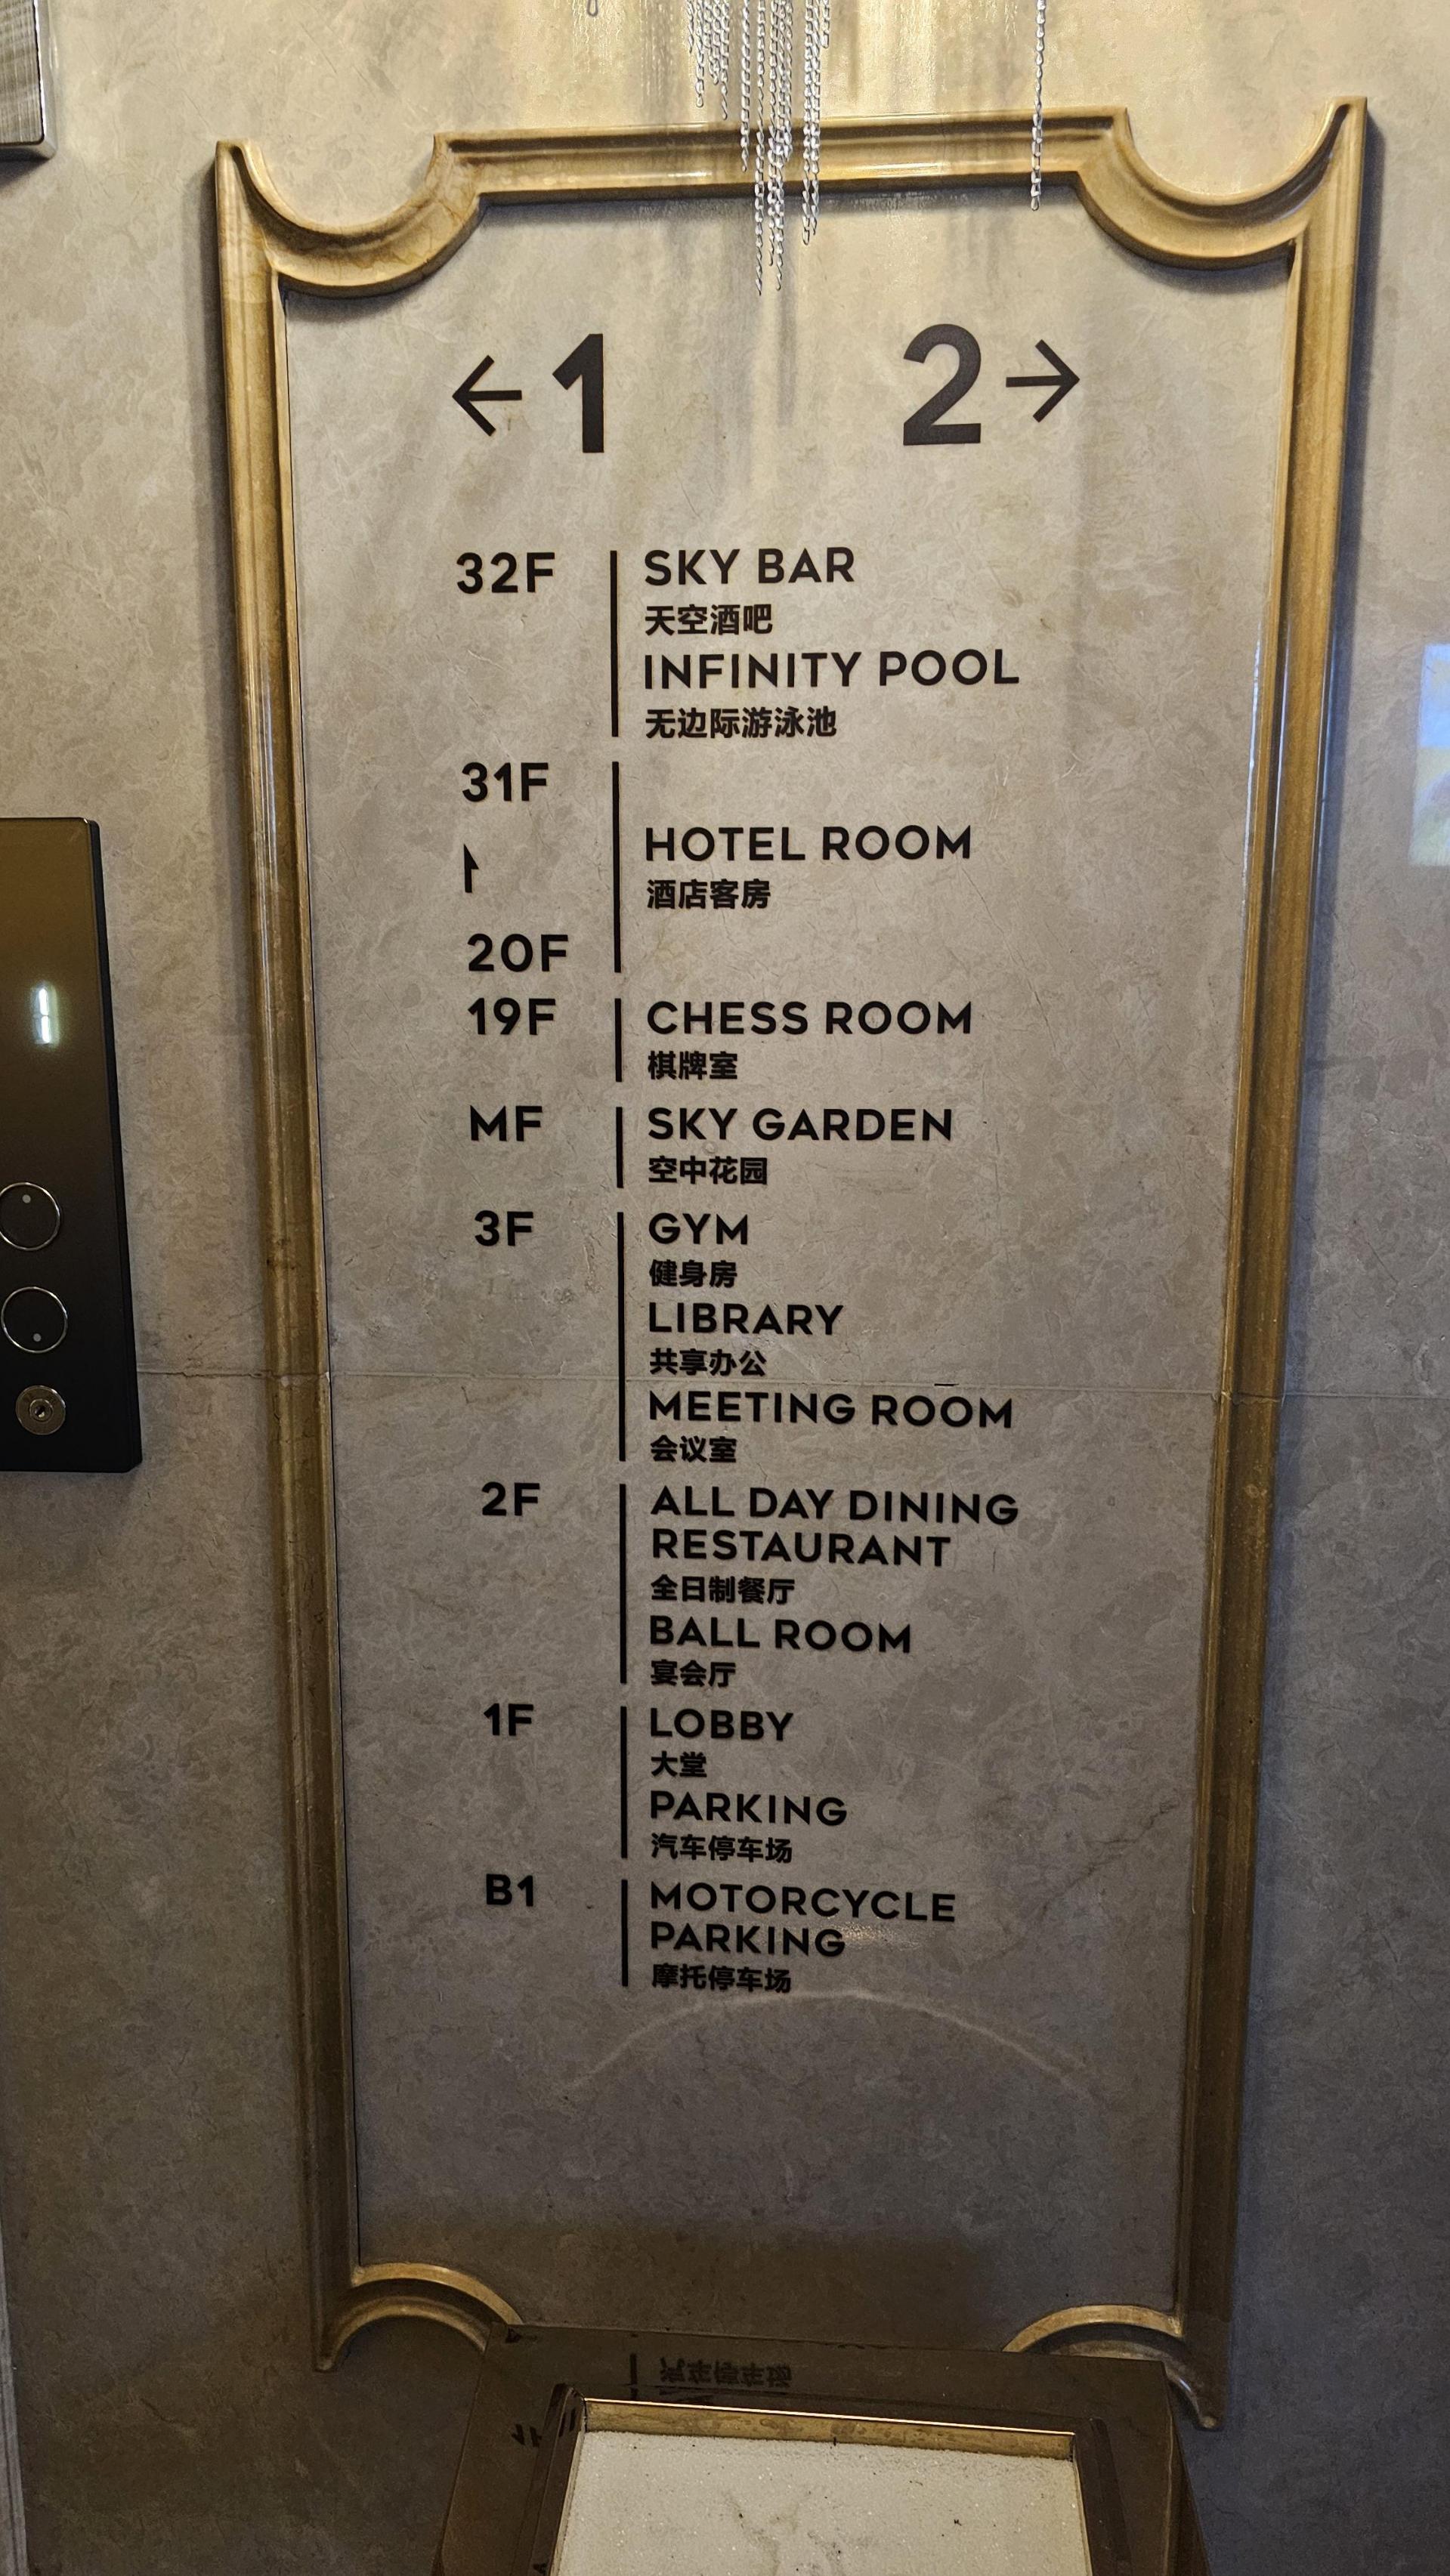 ←1 2→
32F SKY BAR
天空酒吧
INFINITY POOL
无边际游泳池
31F
HOTEL ROOM
酒店客房
20F
19F CHESS ROOM
棋牌室
MF SKY GARDEN
空中花园
3F GYM
健身房
LIBRARY
共享办公
MEETING ROOM
会议室
2F ALL DAY DINING
RESTAURANT
全日制餐厅
BALL ROOM
宴会厅
1F LOBBY
大堂
PARKING
汽车停车场
B1 MOTORCYCLE
PARKING
摩托停车场